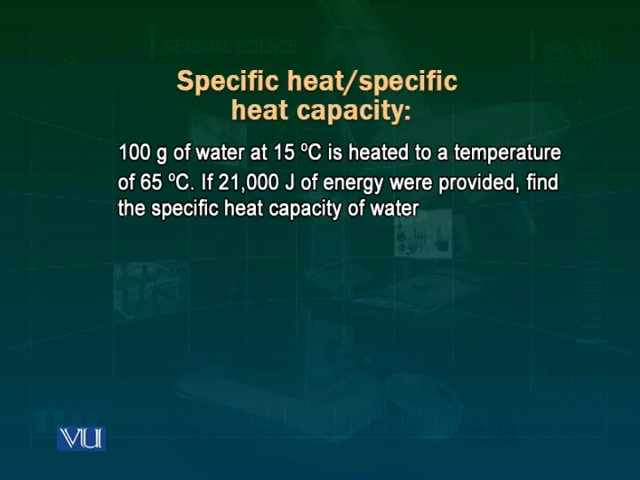 GENERAL SCIENCE
Specific heat/specific
heat capacity:
100 g of water at 15 ºC is heated to a temperature
of 65 ºC. If 21,000 J of energy were provided, find
the specific heat capacity of water
VU